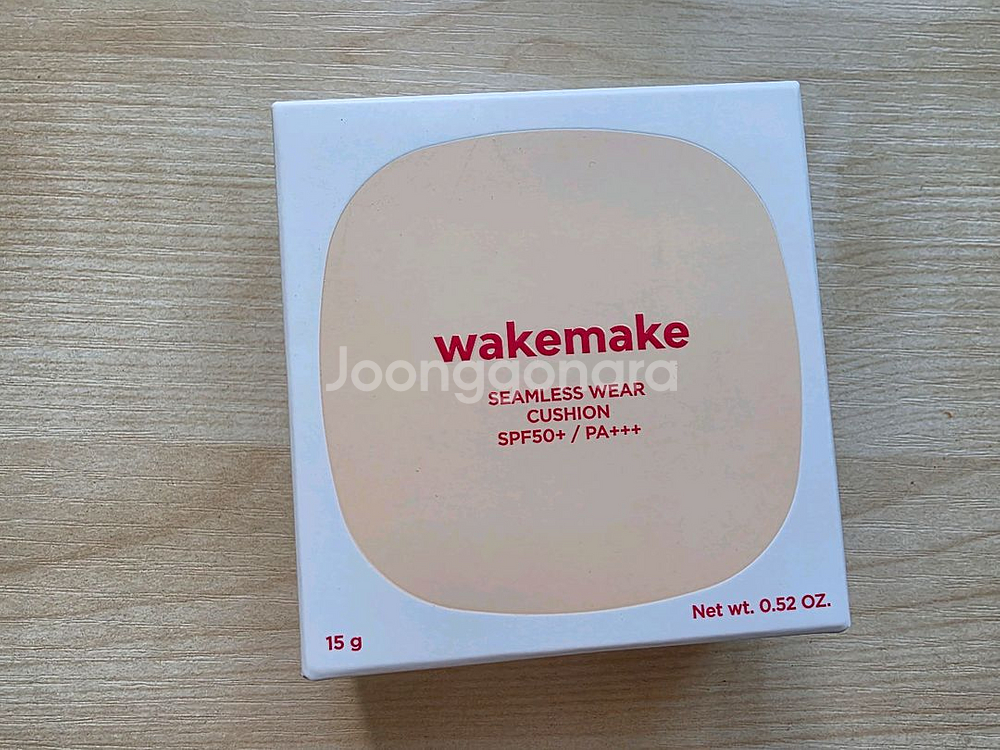 wakemake
Joonggonara
SEAMLESS WEAR
CUSHION
SPF50+ / PA+++
Net wt. 0.52 OZ.
15 g